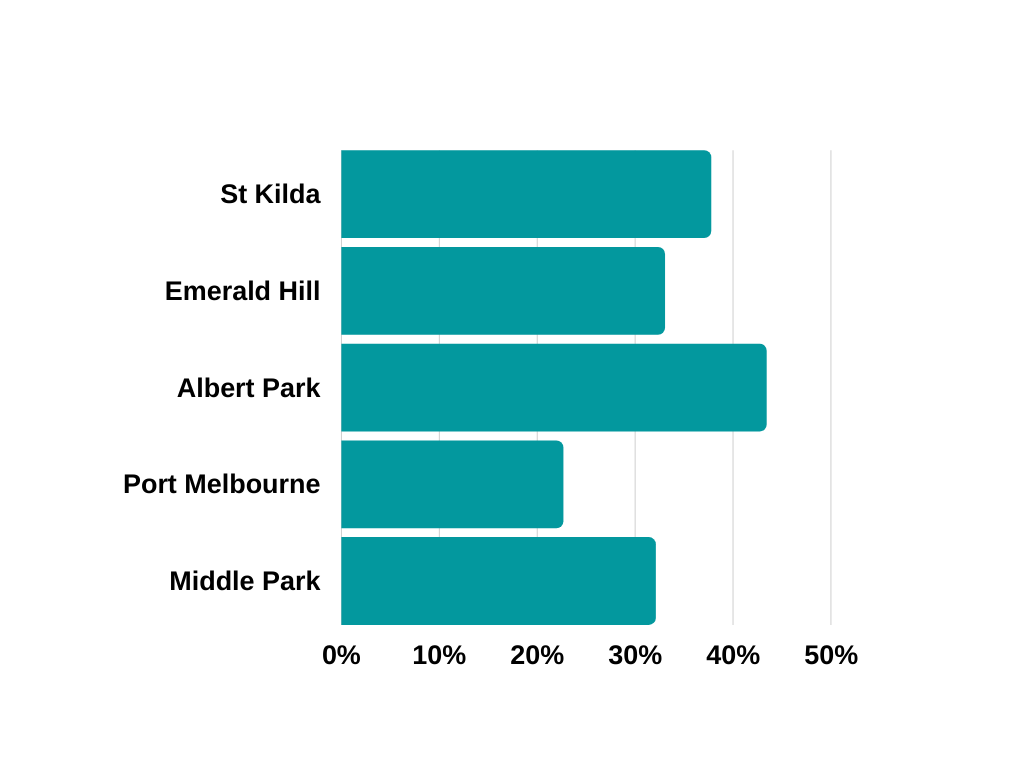 St Kilda
Emerald Hill
Albert Park
Port Melbourne
Middle Park
0% 10% 20% 30% 40% 50%